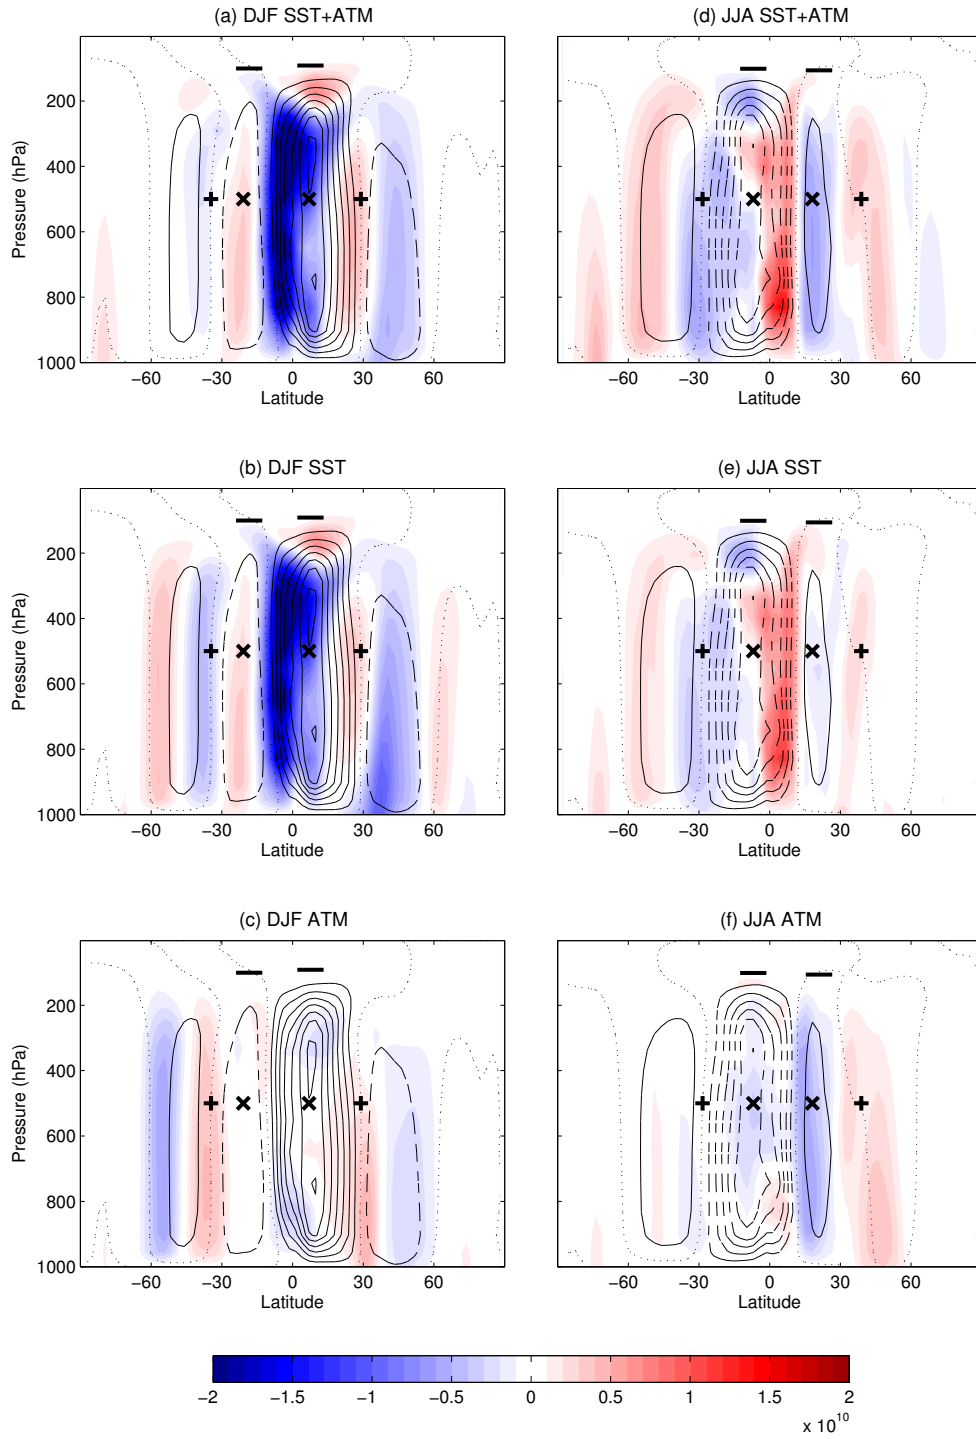 (a) DJF SST+ATM
(d) JJA SST+ATM
Pressure (hPa)
200
400
600
800
1000
−60 −30 0 30 60
Latitude
−60 −30 0 30 60
Latitude
(b) DJF SST
(e) JJA SST
Pressure (hPa)
200
400
600
800
1000
−60 −30 0 30 60
Latitude
−60 −30 0 30 60
Latitude
(c) DJF ATM
(f) JJA ATM
Pressure (hPa)
200
400
600
800
1000
−60 −30 0 30 60
Latitude
−60 −30 0 30 60
Latitude
−2 −1.5 −1 −0.5 0 0.5 1 1.5 2
x 10^10